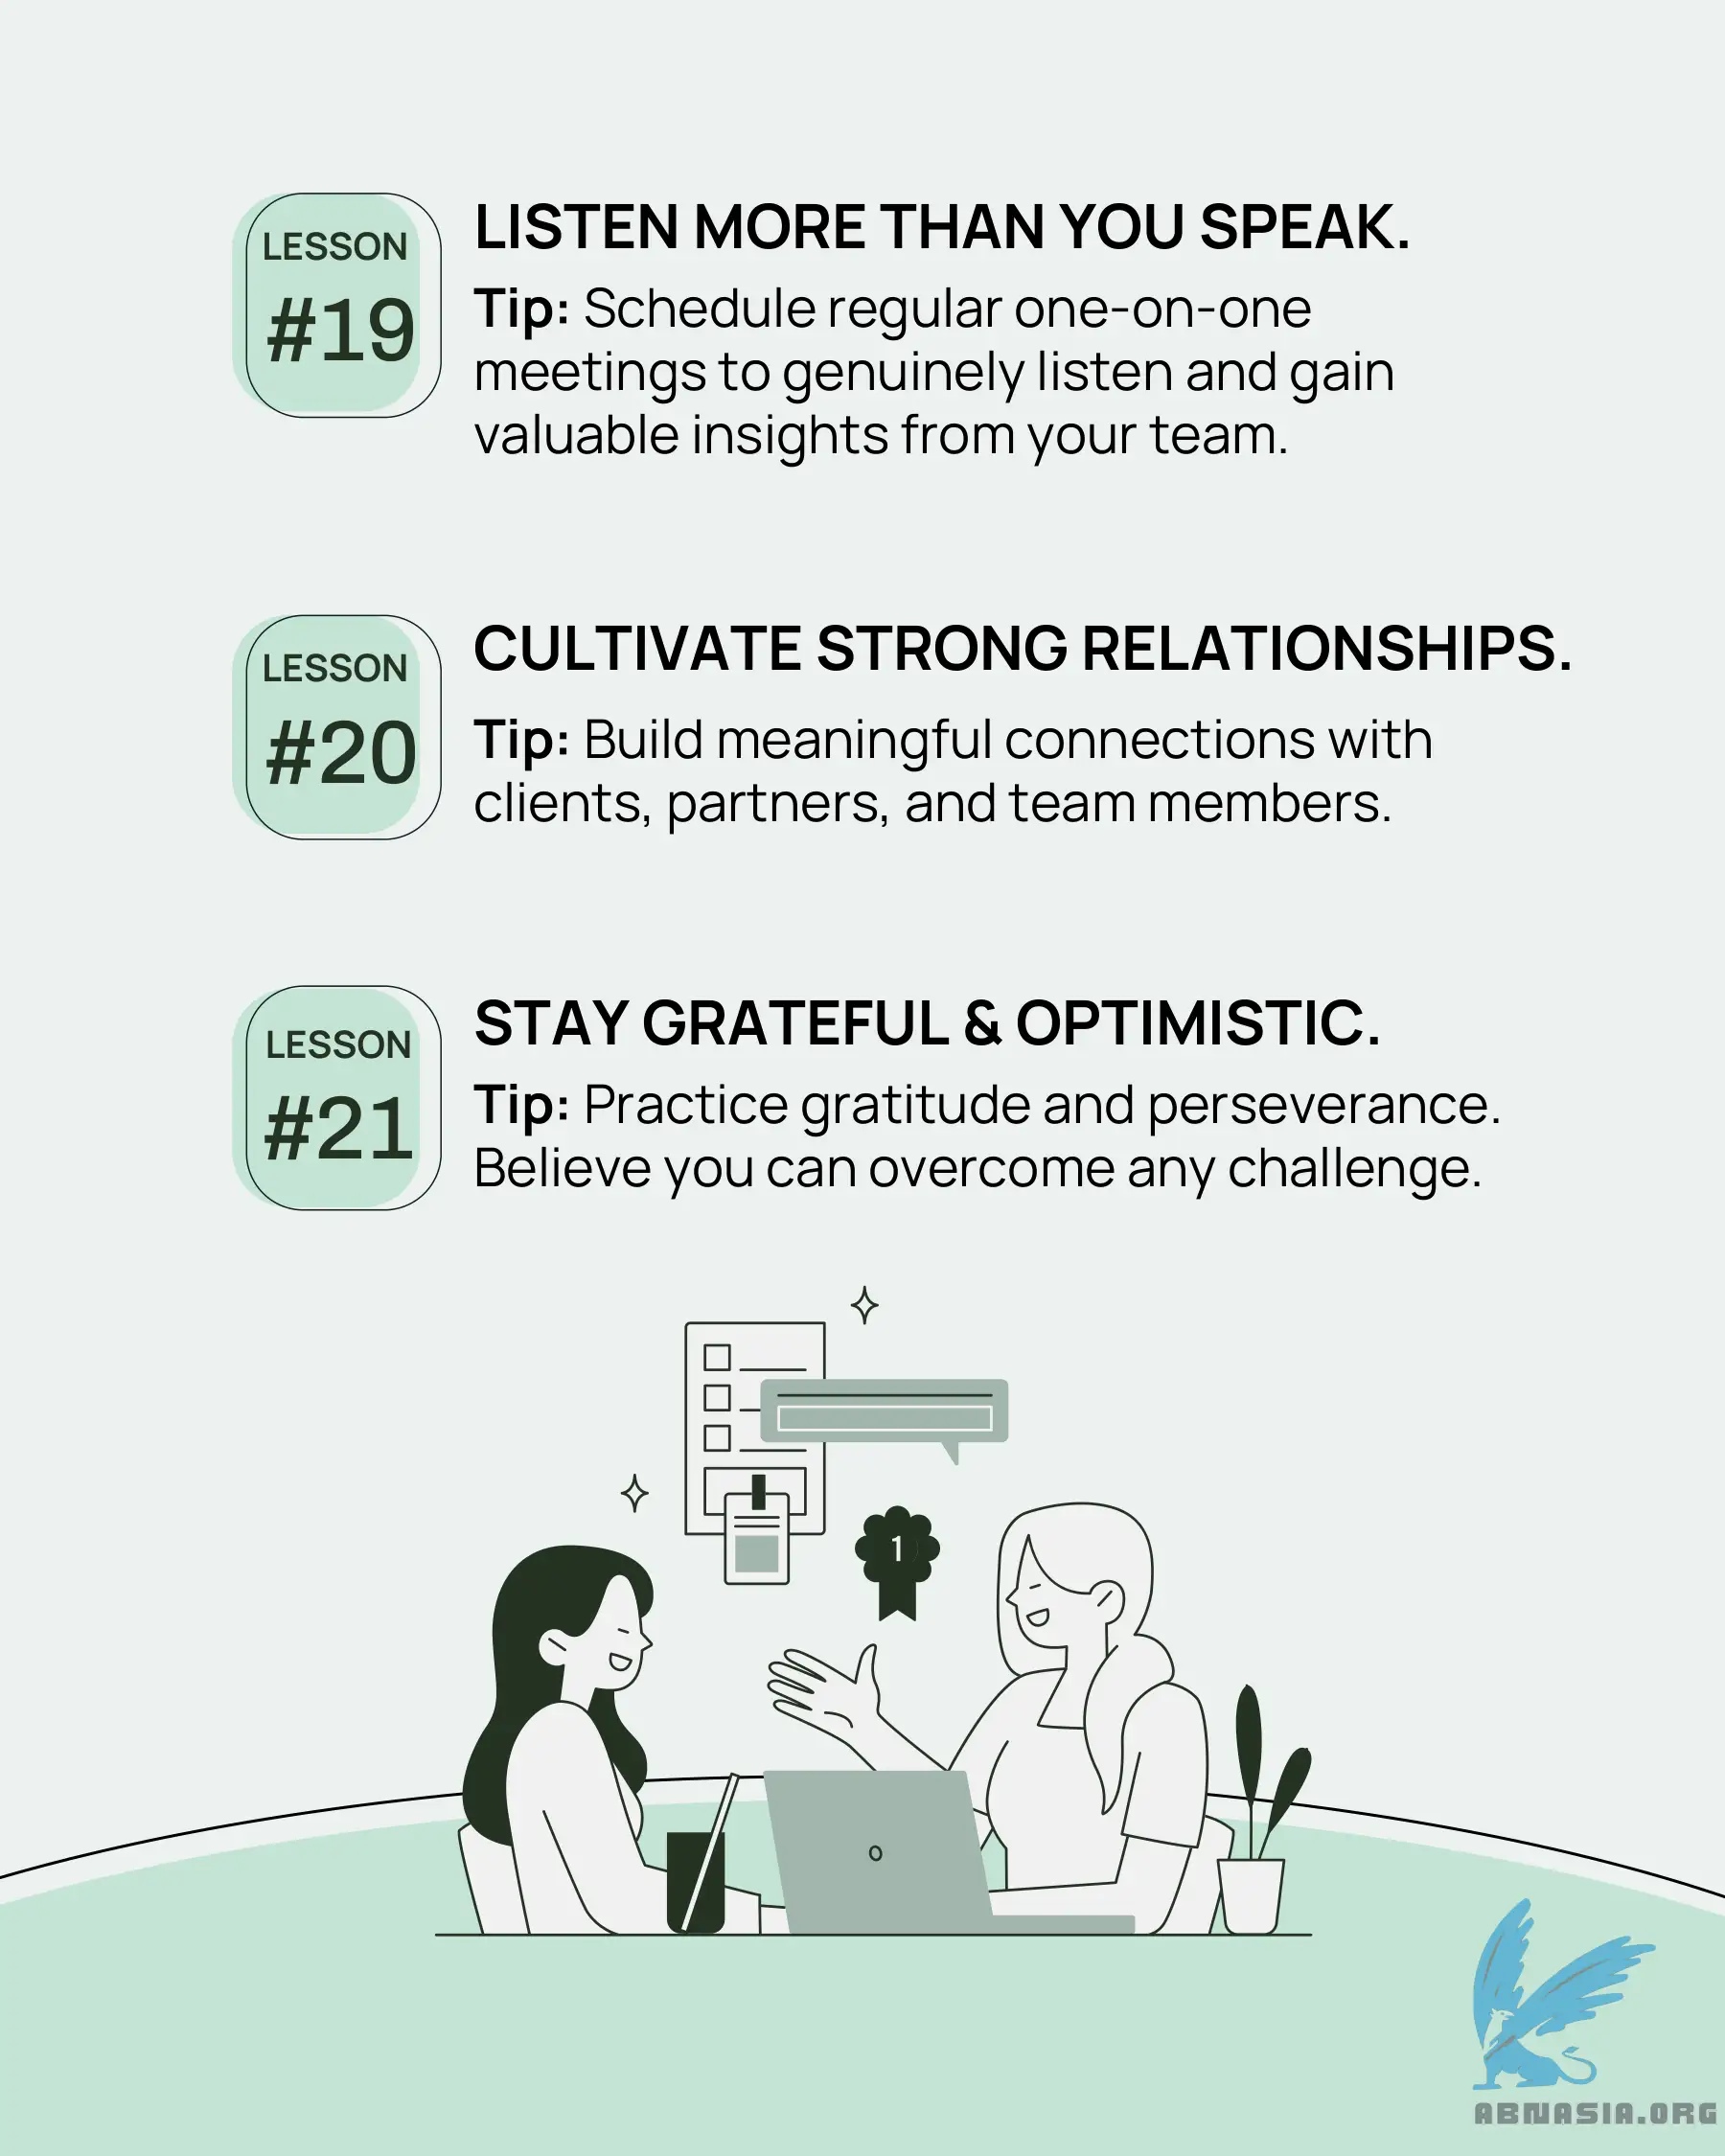 LESSON
#19
LISTEN MORE THAN YOU SPEAK.
Tip: Schedule regular one-on-one
meetings to genuinely listen and gain
valuable insights from your team.
LESSON
#20
CULTIVATE STRONG RELATIONSHIPS.
Tip: Build meaningful connections with
clients, partners, and team members.
LESSON
#21
STAY GRATEFUL & OPTIMISTIC.
Tip: Practice gratitude and perseverance.
Believe you can overcome any challenge.
1
ABNASIA.ORG